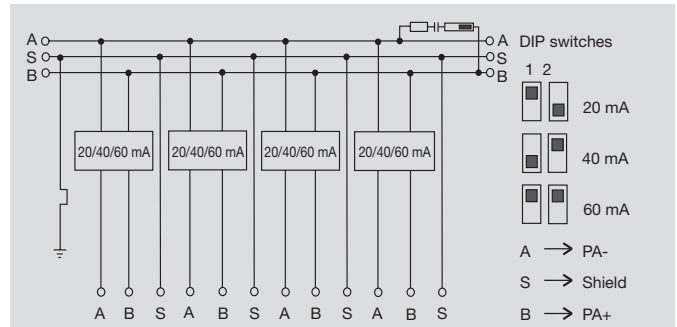 A A DIP switches
S S
B B 1 2
20 mA
20/40/60 mA 20/40/60 mA 20/40/60 mA 20/40/60 mA 40 mA
60 mA
A → PA-
S → Shield
A B S A B S A B S A B S B → PA+